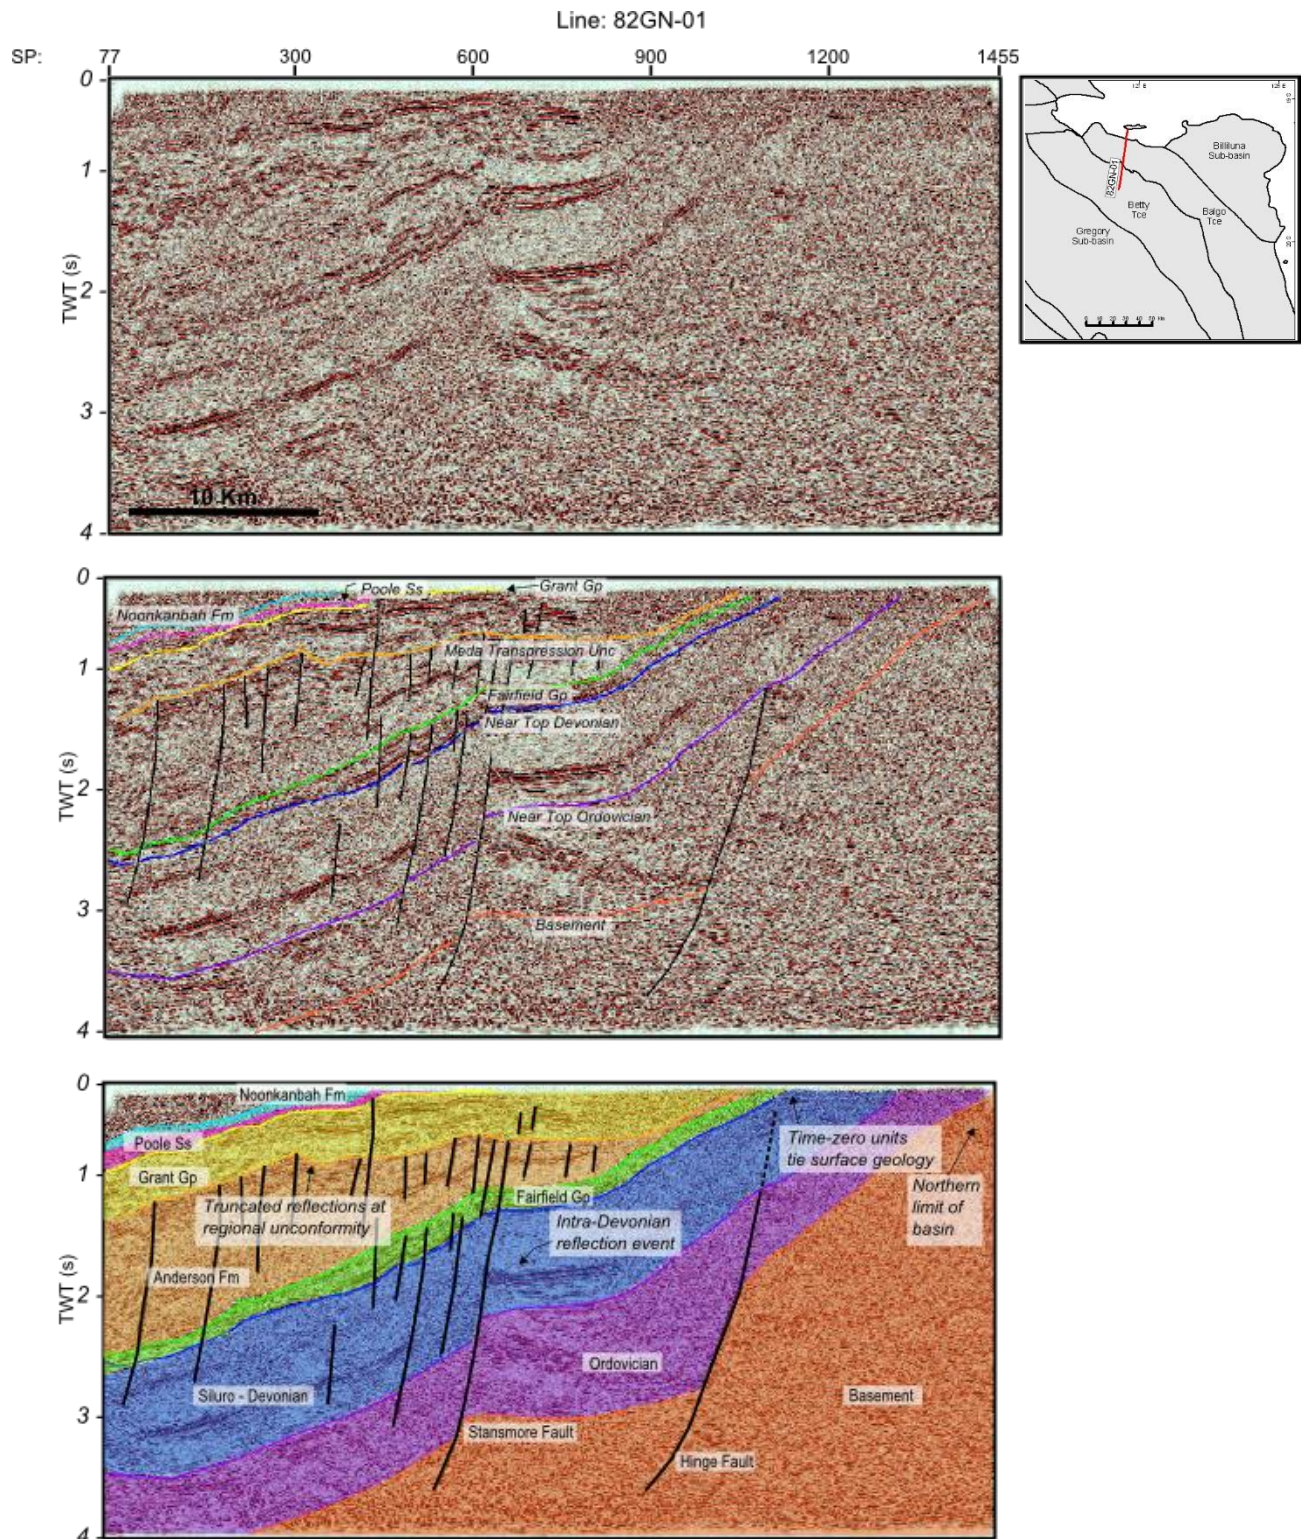 Line: 82GN-01
SP: 77 300 600 900 1200 1455
0
1
2
3
4
TWT (s)
10 Km
Billiluna
Sub-basin
82GN-01
Betty
Tce
Balgo
Tce
Gregory
Sub-basin
0
1
2
3
4
TWT (s)
Poole Ss
Grant Gp
Noonkanbah Fm
Meda Transpression Unc
Fairfield Gp
Near Top Devonian
Near Top Ordovician
Basement
0
1
2
3
4
TWT (s)
Noonkanbah Fm
Poole Ss
Grant Gp
Time-zero units
tie surface geology
Truncated reflections at
regional unconformity
Fairfield Gp
Northern
limit of
basin
Intra-Devonian
reflection event
Anderson Fm
Ordovician
Siluro - Devonian
Basement
Stansmore Fault
Hinge Fault